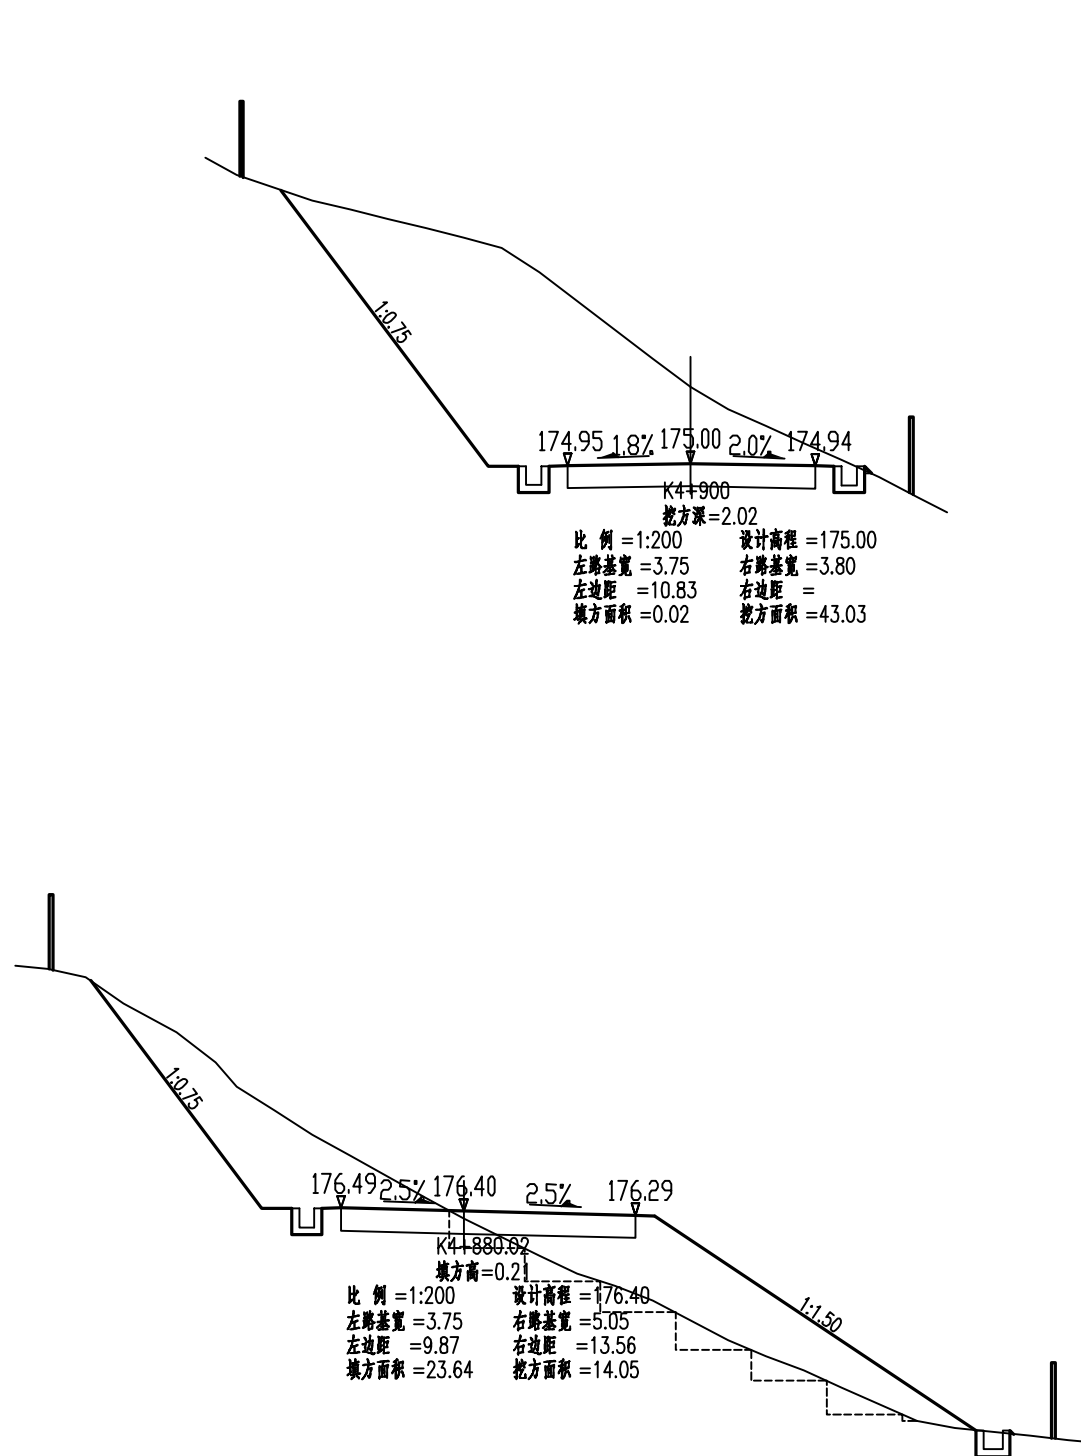 1:0.75
174.95 1.8% 175.00 2.0% 174.94
K4+900
挖方深=2.02
比 例 =1:200 设计高程 =175.00
左路基宽 =3.75 右路基宽 =3.80
左边距 =10.83 右边距 =
填方面积 =0.02 挖方面积 =43.03
1:0.75
176.49 2.5% 176.40 2.5% 176.29
K4+880.02
填方高=0.21
比 例 =1:200 设计高程 =176.40
左路基宽 =3.75 右路基宽 =5.05
1:1.50
左边距 =9.87 右边距 =13.56
填方面积 =23.64 挖方面积 =14.05